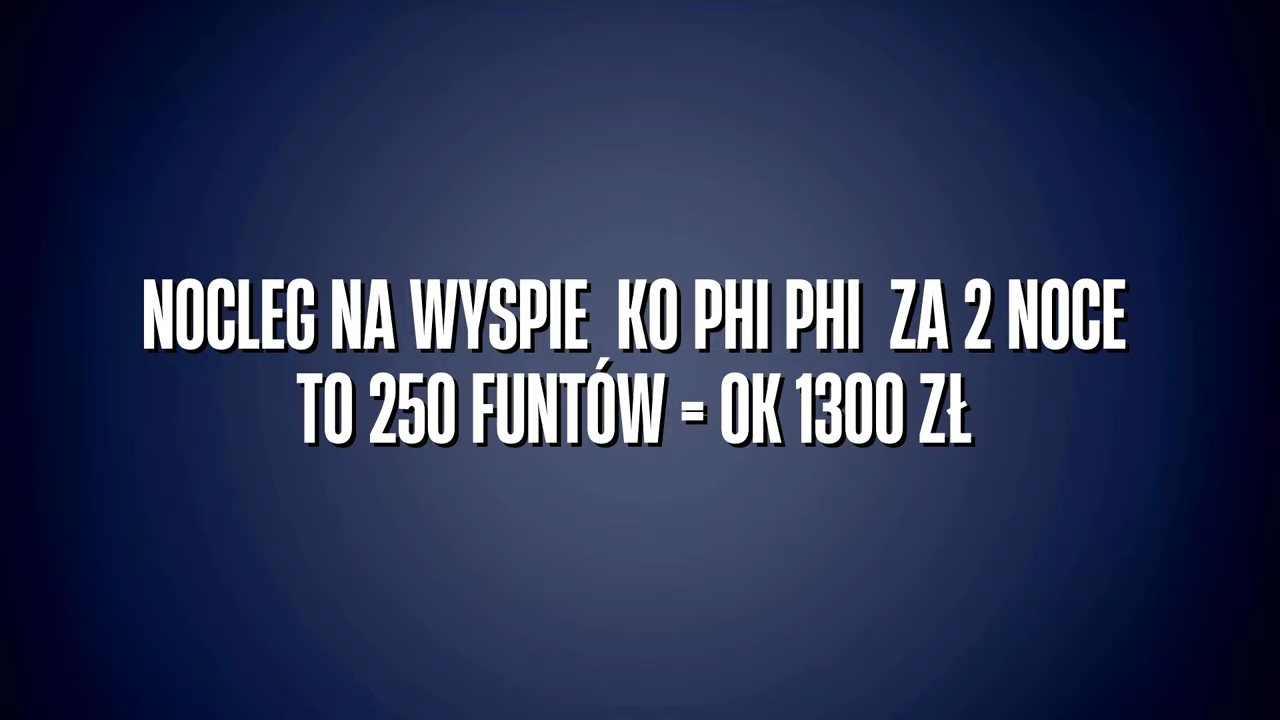 NOCLEG NA WYSPIE KO PHI PHI ZA 2 NOCE
TO 250 FUNTÓW = OK 1300 ZŁ